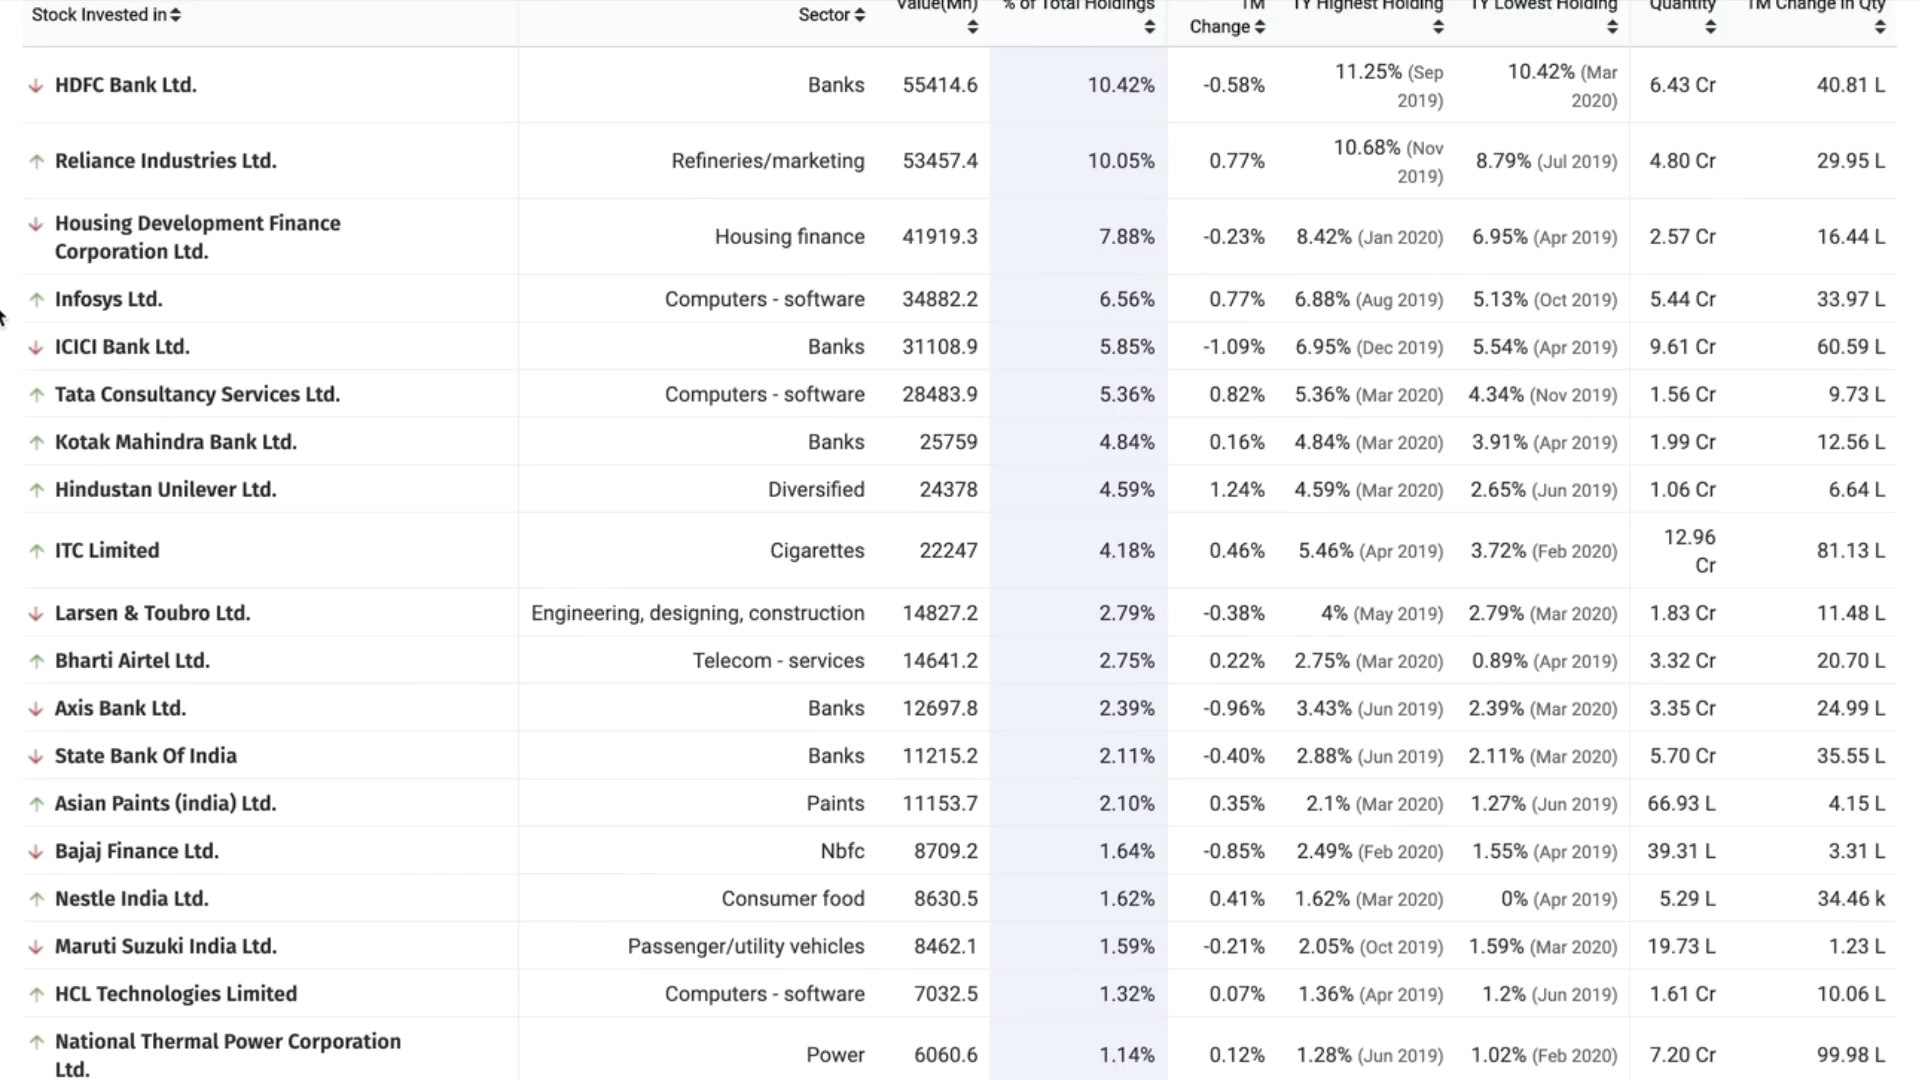 Stock Invested in Sector Value(Mn) % of Total Holdings 1M Change 1Y Highest Holding 1Y Lowest Holding Quantity 1M Change in Qty
HDFC Bank Ltd. Banks 55414.6 10.42% -0.58% 11.25% (Sep 2019) 10.42% (Mar 2020) 6.43 Cr 40.81 L
Reliance Industries Ltd. Refineries/marketing 53457.4 10.05% 0.77% 10.68% (Nov 2019) 8.79% (Jul 2019) 4.80 Cr 29.95 L
Housing Development Finance Corporation Ltd. Housing finance 41919.3 7.88% -0.23% 8.42% (Jan 2020) 6.95% (Apr 2019) 2.57 Cr 16.44 L
Infosys Ltd. Computers - software 34882.2 6.56% 0.77% 6.88% (Aug 2019) 5.13% (Oct 2019) 5.44 Cr 33.97 L
ICICI Bank Ltd. Banks 31108.9 5.85% -1.09% 6.95% (Dec 2019) 5.54% (Apr 2019) 9.61 Cr 60.59 L
Tata Consultancy Services Ltd. Computers - software 28483.9 5.36% 0.82% 5.36% (Mar 2020) 4.34% (Nov 2019) 1.56 Cr 9.73 L
Kotak Mahindra Bank Ltd. Banks 25759 4.84% 0.16% 4.84% (Mar 2020) 3.91% (Apr 2019) 1.99 Cr 12.56 L
Hindustan Unilever Ltd. Diversified 24378 4.59% 1.24% 4.59% (Mar 2020) 2.65% (Jun 2019) 1.06 Cr 6.64 L
ITC Limited Cigarettes 22247 4.18% 0.46% 5.46% (Apr 2019) 3.72% (Feb 2020) 12.96 Cr 81.13 L
Larsen & Toubro Ltd. Engineering, designing, construction 14827.2 2.79% -0.38% 4% (May 2019) 2.79% (Mar 2020) 1.83 Cr 11.48 L
Bharti Airtel Ltd. Telecom - services 14641.2 2.75% 0.22% 2.75% (Mar 2020) 0.89% (Apr 2019) 3.32 Cr 20.70 L
Axis Bank Ltd. Banks 12697.8 2.39% -0.96% 3.43% (Jun 2019) 2.39% (Mar 2020) 3.35 Cr 24.99 L
State Bank Of India Banks 11215.2 2.11% -0.40% 2.88% (Jun 2019) 2.11% (Mar 2020) 5.70 Cr 35.55 L
Asian Paints (india) Ltd. Paints 11153.7 2.10% 0.35% 2.1% (Mar 2020) 1.27% (Jun 2019) 66.93 L 4.15 L
Bajaj Finance Ltd. Nbfc 8709.2 1.64% -0.85% 2.49% (Feb 2020) 1.55% (Apr 2019) 39.31 L 3.31 L
Nestle India Ltd. Consumer food 8630.5 1.62% 0.41% 1.62% (Mar 2020) 0% (Apr 2019) 5.29 L 34.46 k
Maruti Suzuki India Ltd. Passenger/utility vehicles 8462.1 1.59% -0.21% 2.05% (Oct 2019) 1.59% (Mar 2020) 19.73 L 1.23 L
HCL Technologies Limited Computers - software 7032.5 1.32% 0.07% 1.36% (Apr 2019) 1.2% (Jun 2019) 1.61 Cr 10.06 L
National Thermal Power Corporation Ltd. Power 6060.6 1.14% 0.12% 1.28% (Jun 2019) 1.02% (Feb 2020) 7.20 Cr 99.98 L